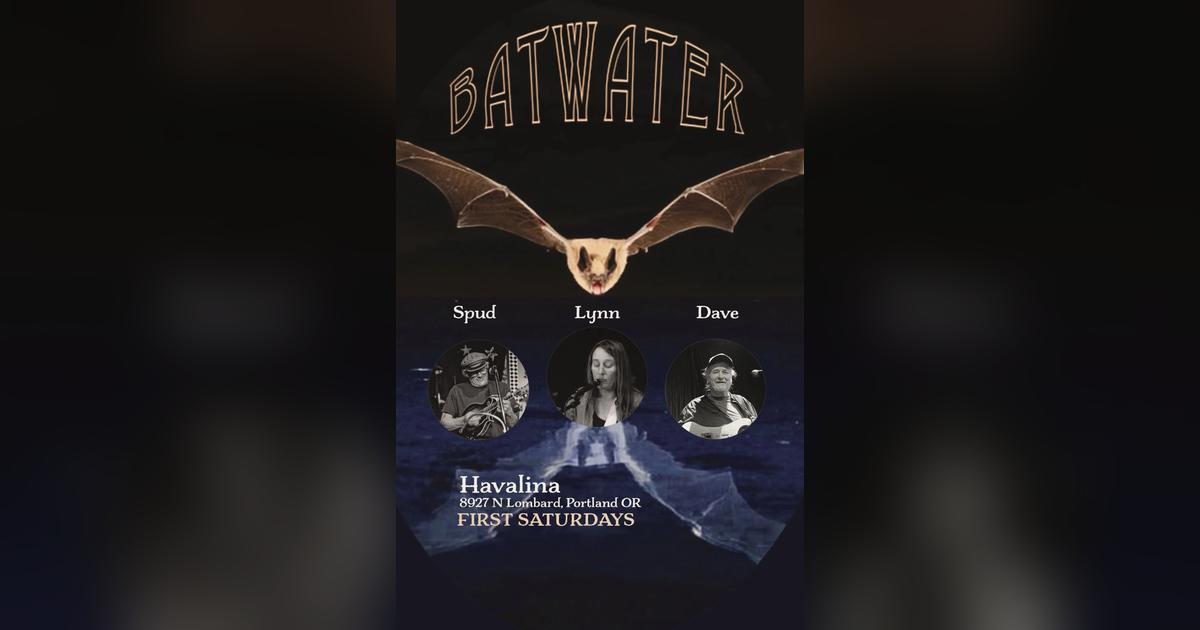 BATWATER
Spud Lynn Dave
Havalina
8927 N Lombard, Portland OR
FIRST SATURDAYS